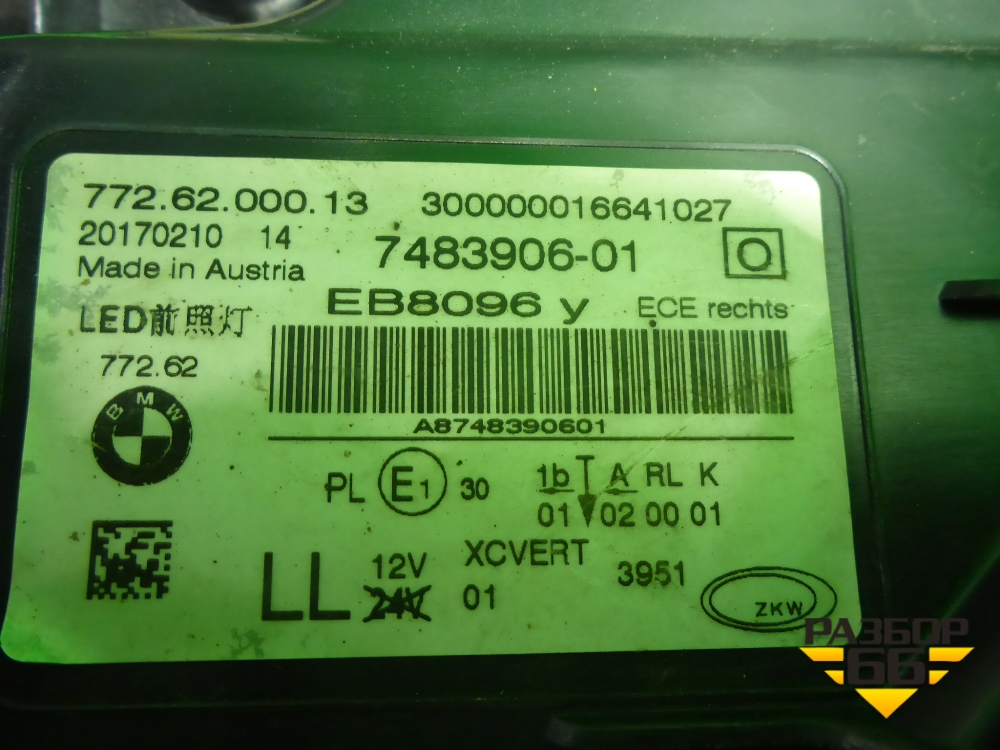 772.62.000.13 300000016641027
20170210 14 7483906-01
Made in Austria
EB8096 y ECE rechts
LED前照灯
772.62
BMW
A8748390601
PL E1 30 1b A RL K
01 02 00 01
LL 12V XCVERT 3951
24V 01
ZKW
РАЗБОР
66